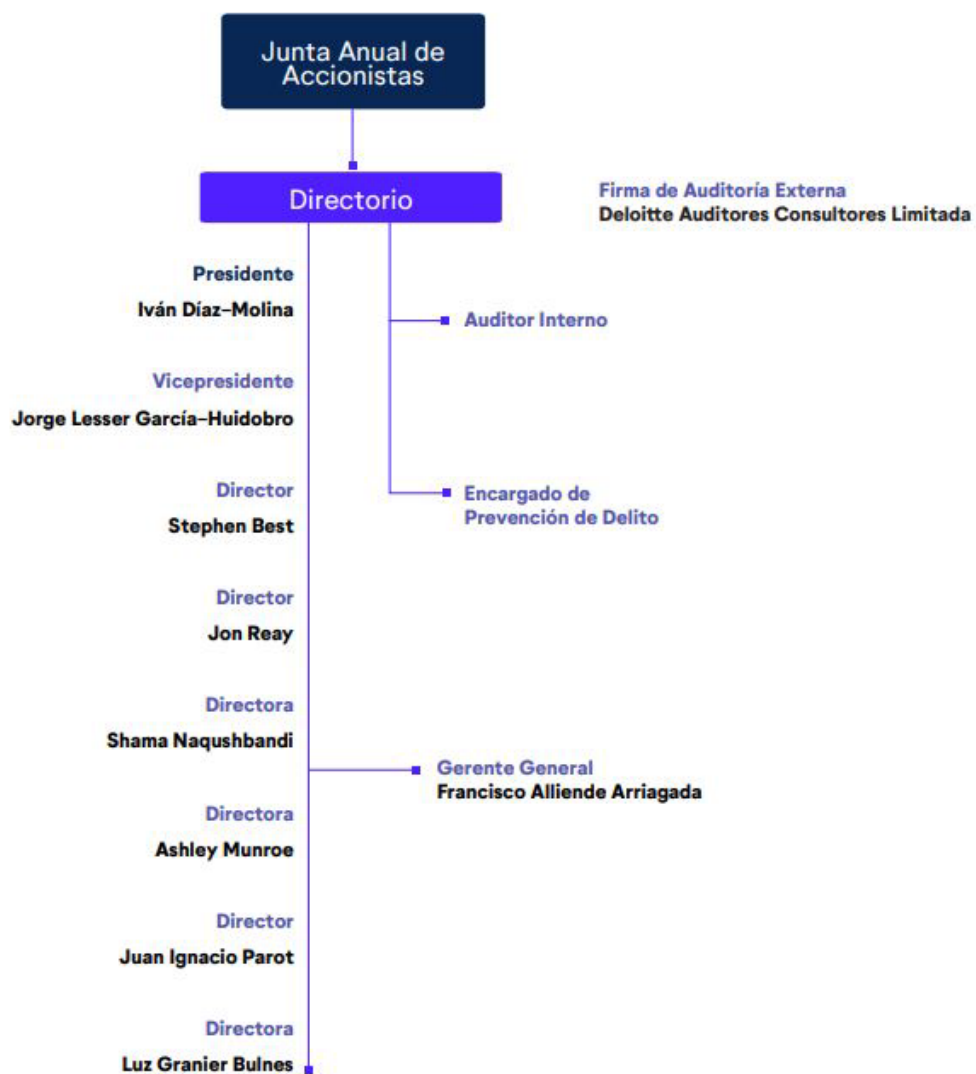 Junta Anual de
Accionistas
Directorio
Firma de Auditoría Externa
Deloitte Auditores Consultores Limitada
Presidente
Iván Díaz-Molina
Auditor Interno
Vicepresidente
Jorge Lesser García-Huidobro
Director
Stephen Best
Encargado de
Prevención de Delito
Director
Jon Reay
Directora
Shama Naqushbandi
Gerente General
Francisco Alliende Arriagada
Directora
Ashley Munroe
Director
Juan Ignacio Parot
Directora
Luz Granier Bulnes